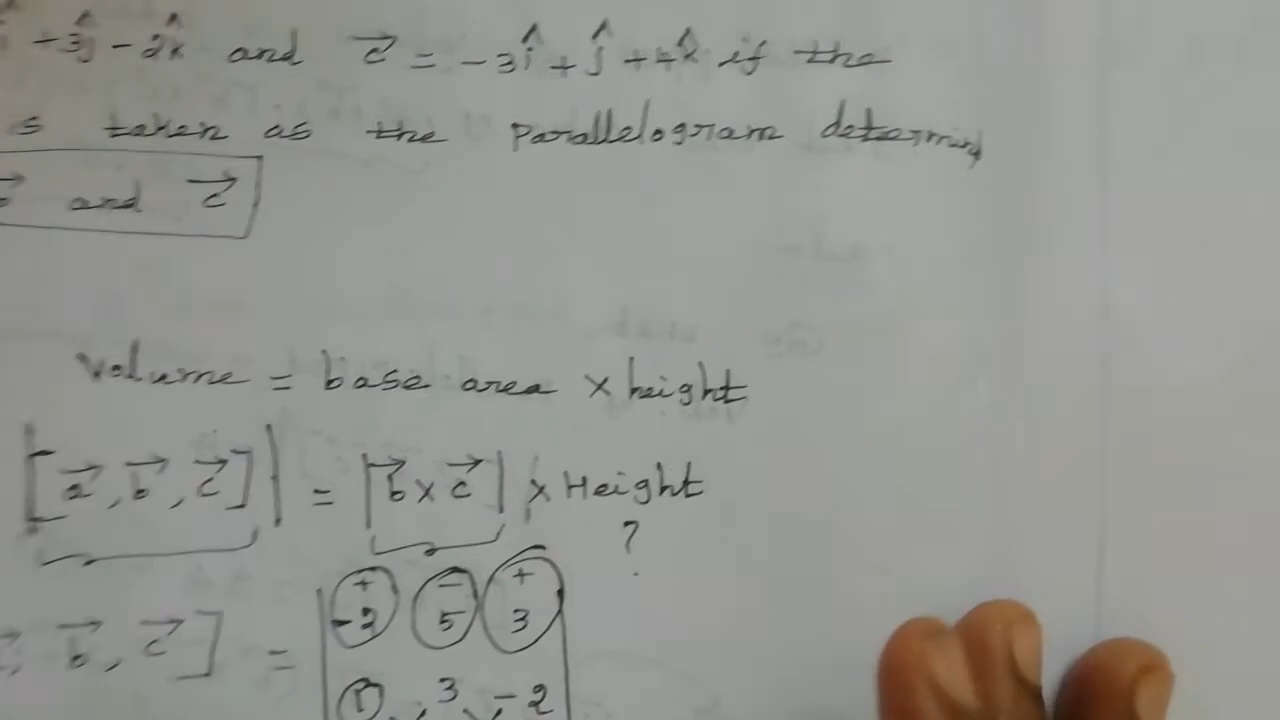 +3ĵ - 2k̂ and c⃗ = -3î + ĵ + 4k̂ if the
s taken as the parallelogram determind
b⃗ and c⃗
Volume = base area × height
|[a⃗, b⃗, c⃗]| = |b⃗ × c⃗| × Height
?
+ - +
, b⃗, c⃗] = | -2 5 3 |
1, 3, -2